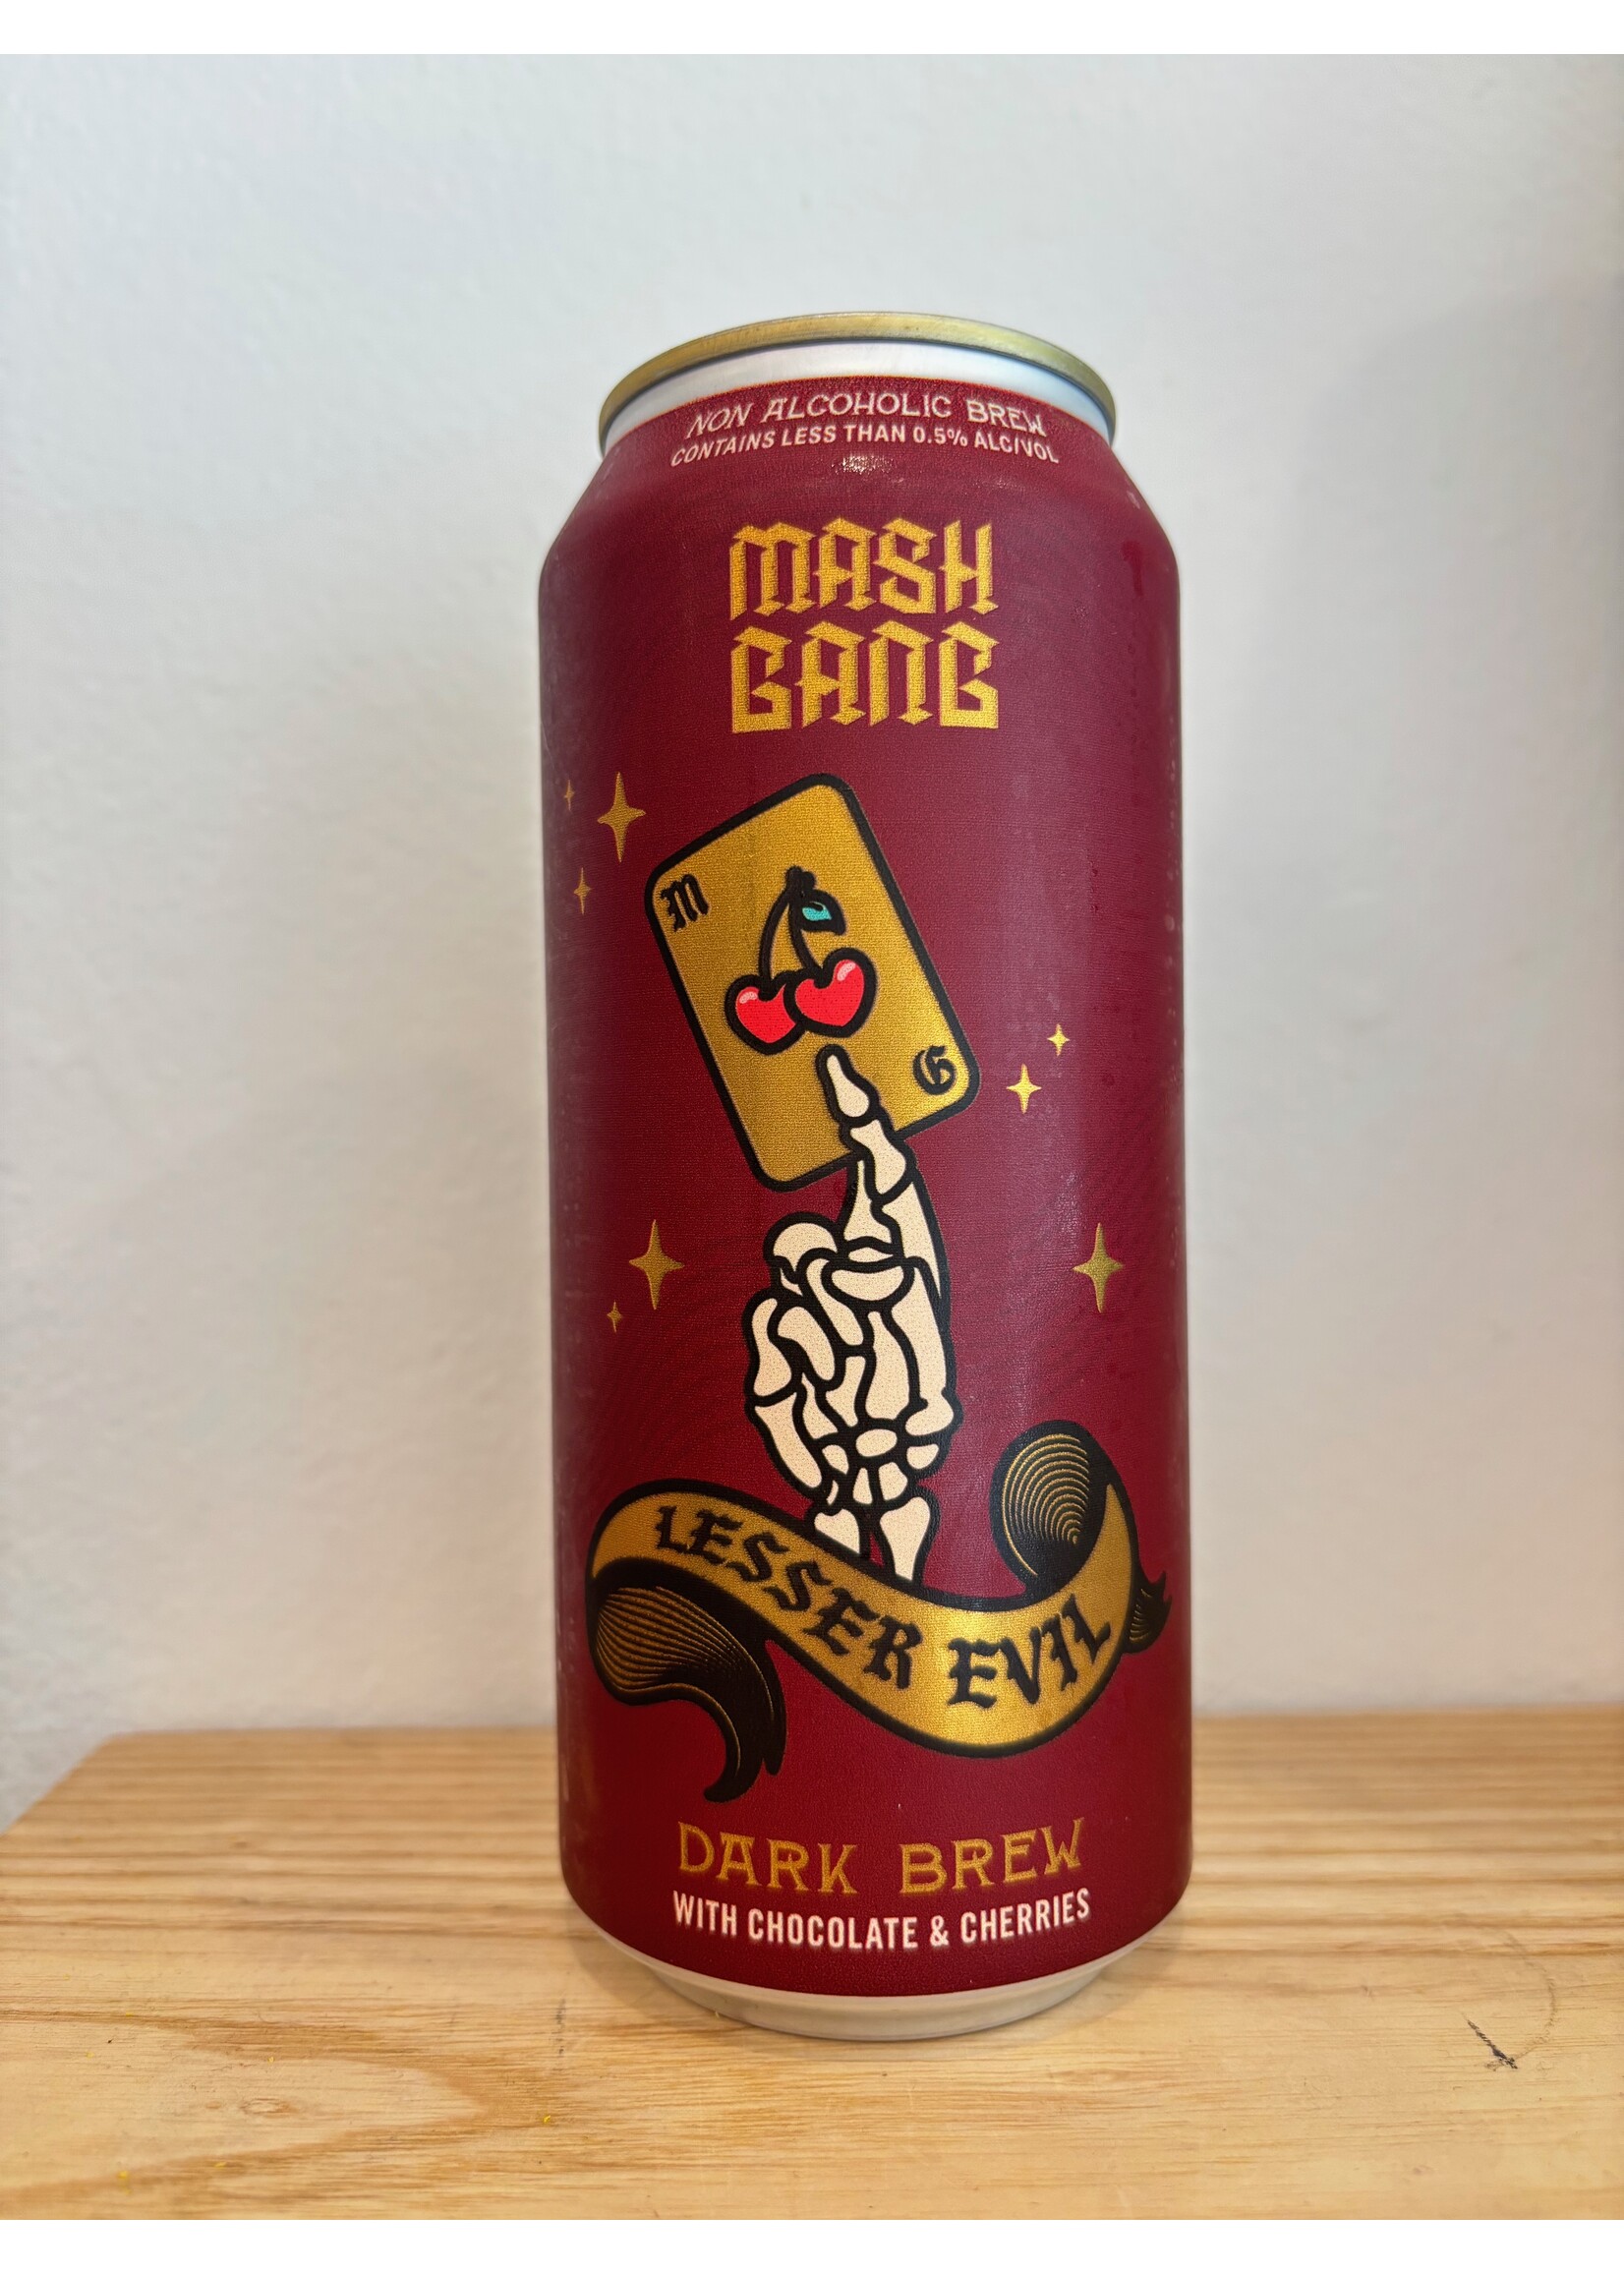 NON ALCOHOLIC BREW
CONTAINS LESS THAN 0.5% ALC/VOL
MASH
GANG
M
G
LESSER EVIL
DARK BREW
WITH CHOCOLATE & CHERRIES